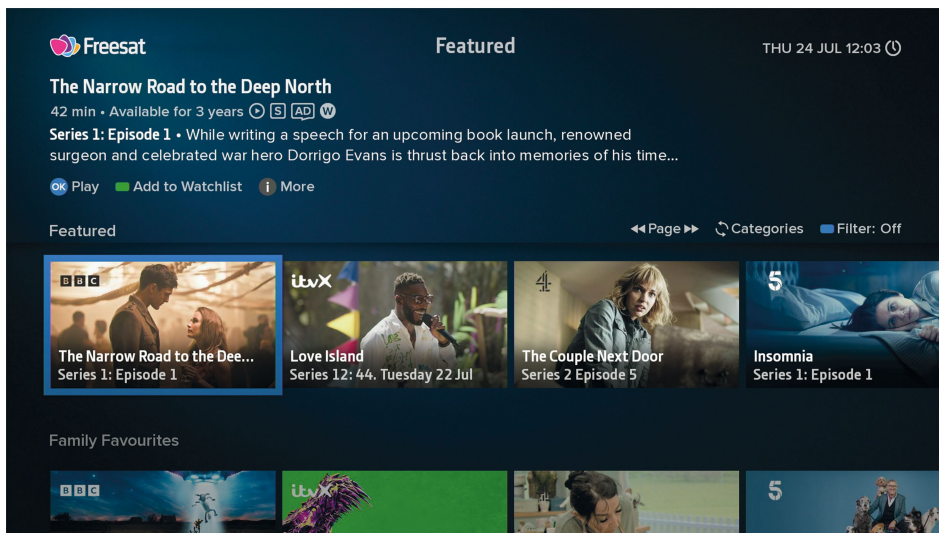 Freesat
Featured
THU 24 JUL 12:03
The Narrow Road to the Deep North
42 min • Available for 3 years S AD W
Series 1: Episode 1 • While writing a speech for an upcoming book launch, renowned
surgeon and celebrated war hero Dorrigo Evans is thrust back into memories of his time...
OK Play Add to Watchlist i More
Featured
Page Categories Filter: Off
BBC
The Narrow Road to the Dee...
Series 1: Episode 1
itvX
Love Island
Series 12: 44. Tuesday 22 Jul
4
The Couple Next Door
Series 2 Episode 5
5
Insomnia
Series 1: Episode 1
Family Favourites
BBC
itvX
4
5